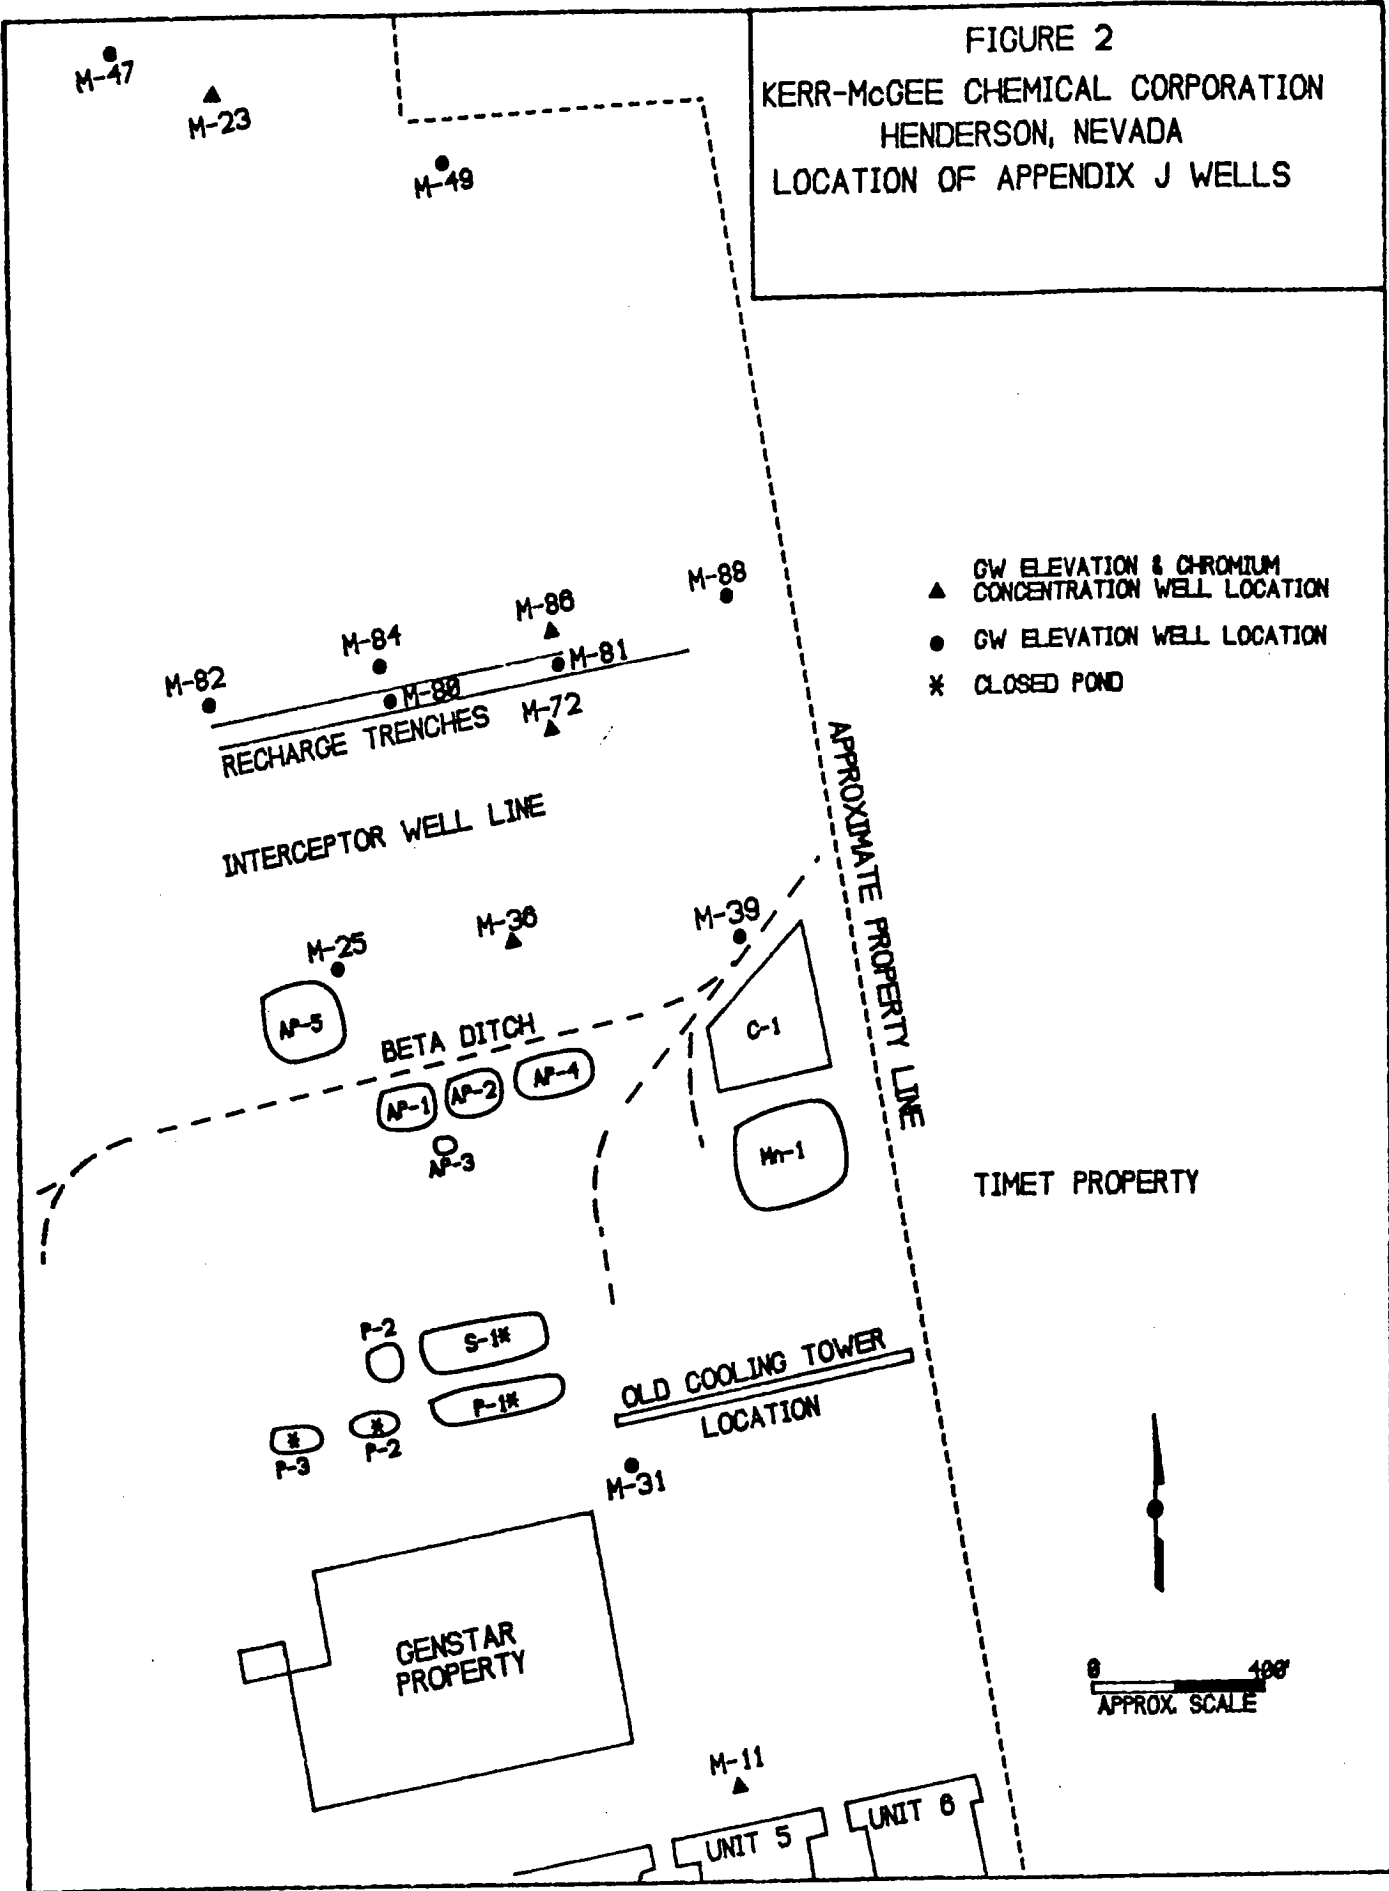 FIGURE 2
KERR-McGEE CHEMICAL CORPORATION
HENDERSON, NEVADA
LOCATION OF APPENDIX J WELLS
M-47
M-23
M-49
GW ELEVATION & CHROMIUM
CONCENTRATION WELL LOCATION
GW ELEVATION WELL LOCATION
* CLOSED POND
M-88
M-86
M-84
M-81
M-82
M-80
M-72
RECHARGE TRENCHES
INTERCEPTOR WELL LINE
APPROXIMATE PROPERTY LINE
M-39
M-36
M-25
AP-5
C-1
BETA DITCH
AP-4
AP-2
AP-1
AP-3
Mn-1
TIMET PROPERTY
P-2
S-1*
P-1*
*
P-2
*
P-3
OLD COOLING TOWER
LOCATION
M-31
GENSTAR
PROPERTY
0 400'
APPROX. SCALE
M-11
UNIT 5
UNIT 6